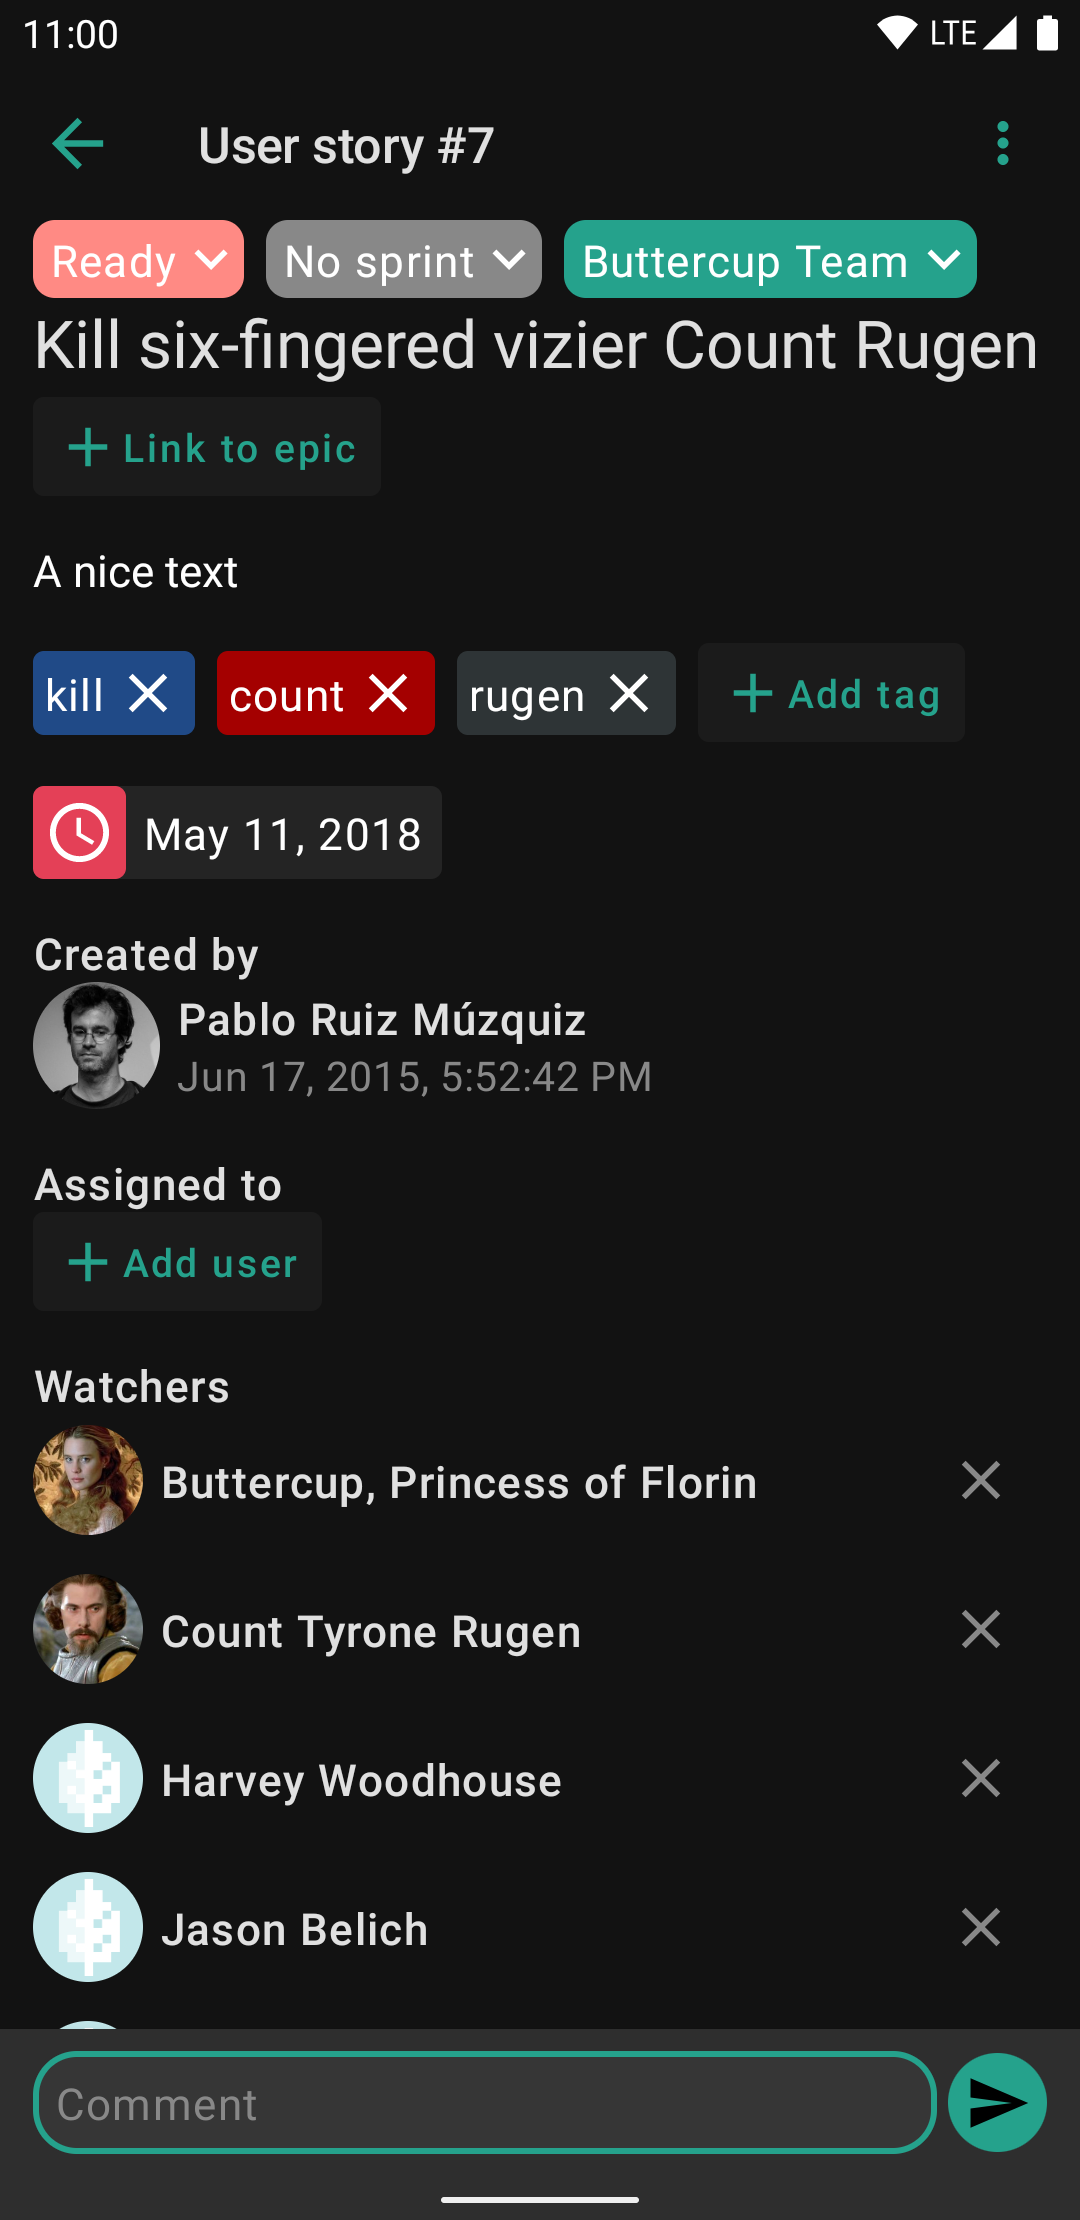 11:00 LTE
User story #7
Ready No sprint Buttercup Team
Kill six-fingered vizier Count Rugen
Link to epic
A nice text
kill count rugen Add tag
May 11, 2018
Created by
Pablo Ruiz Múzquiz
Jun 17, 2015, 5:52:42 PM
Assigned to
Add user
Watchers
Buttercup, Princess of Florin
Count Tyrone Rugen
Harvey Woodhouse
Jason Belich
Comment